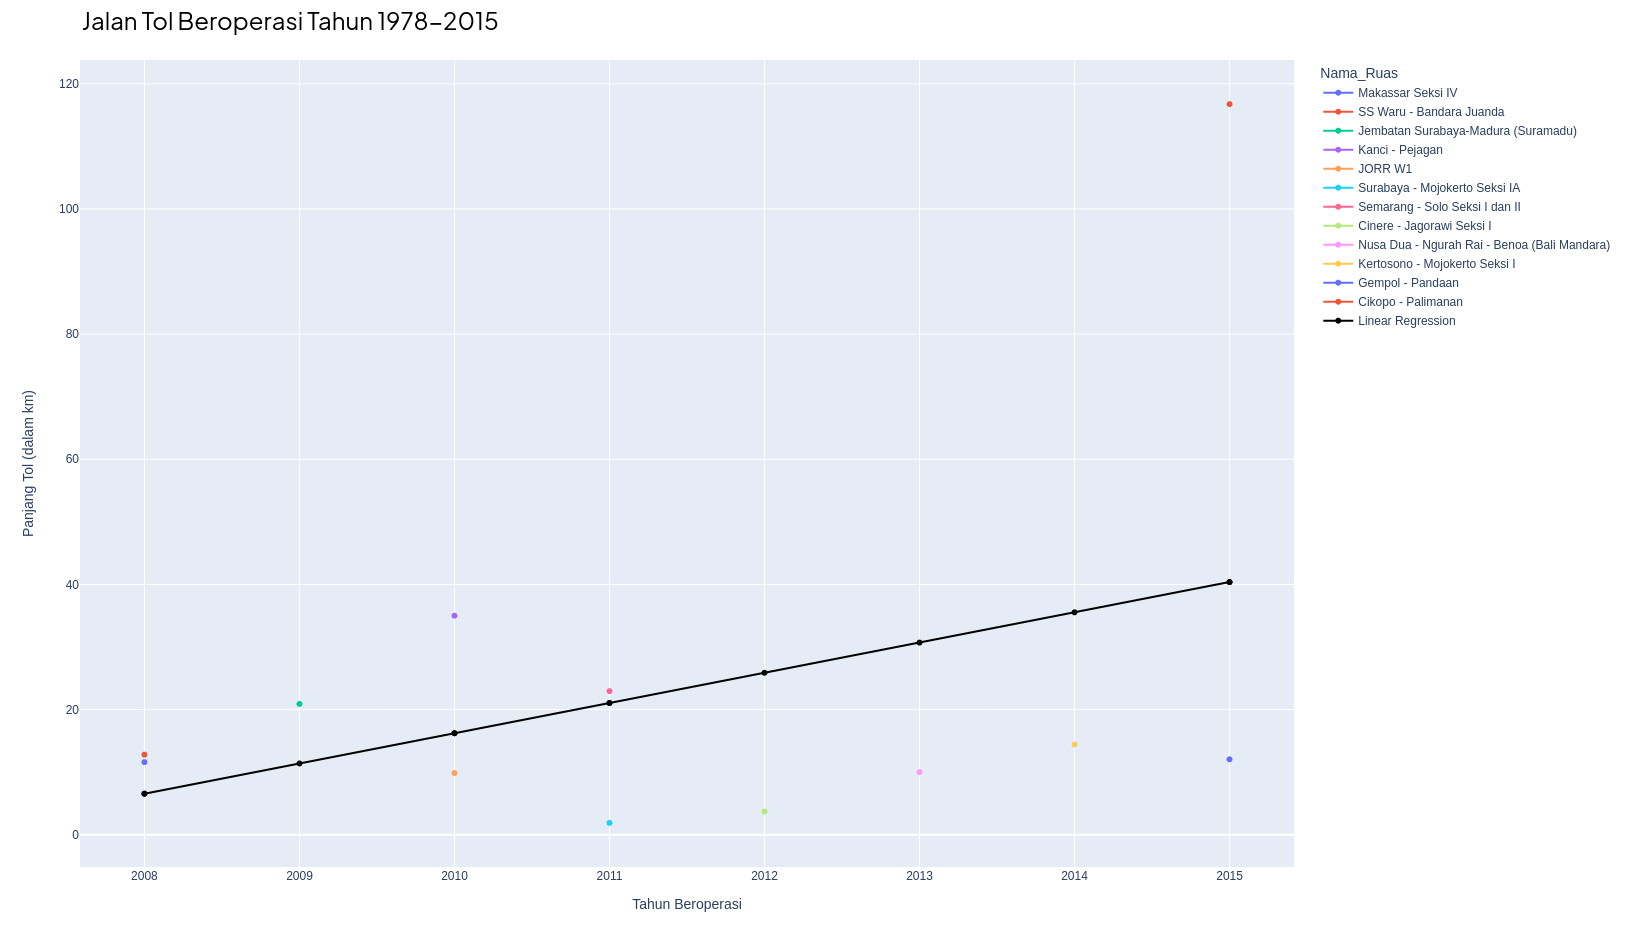 Jalan Tol Beroperasi Tahun 1978–2015
120
100
80
60
40
20
0
Panjang Tol (dalam km)
2008 2009 2010 2011 2012 2013 2014 2015
Tahun Beroperasi
Nama_Ruas
Makassar Seksi IV
SS Waru - Bandara Juanda
Jembatan Surabaya-Madura (Suramadu)
Kanci - Pejagan
JORR W1
Surabaya - Mojokerto Seksi IA
Semarang - Solo Seksi I dan II
Cinere - Jagorawi Seksi I
Nusa Dua - Ngurah Rai - Benoa (Bali Mandara)
Kertosono - Mojokerto Seksi I
Gempol - Pandaan
Cikopo - Palimanan
Linear Regression